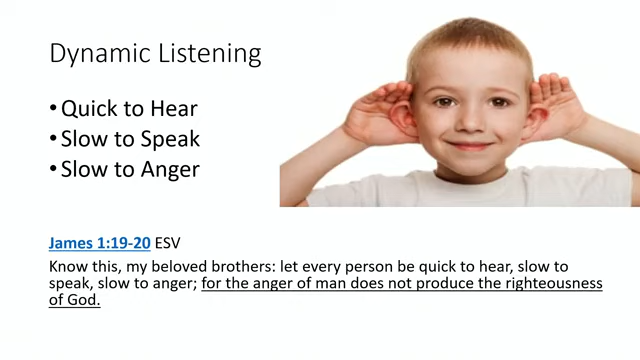 Dynamic Listening
• Quick to Hear
• Slow to Speak
• Slow to Anger
James 1:19-20 ESV
Know this, my beloved brothers: let every person be quick to hear, slow to
speak, slow to anger; for the anger of man does not produce the righteousness
of God.